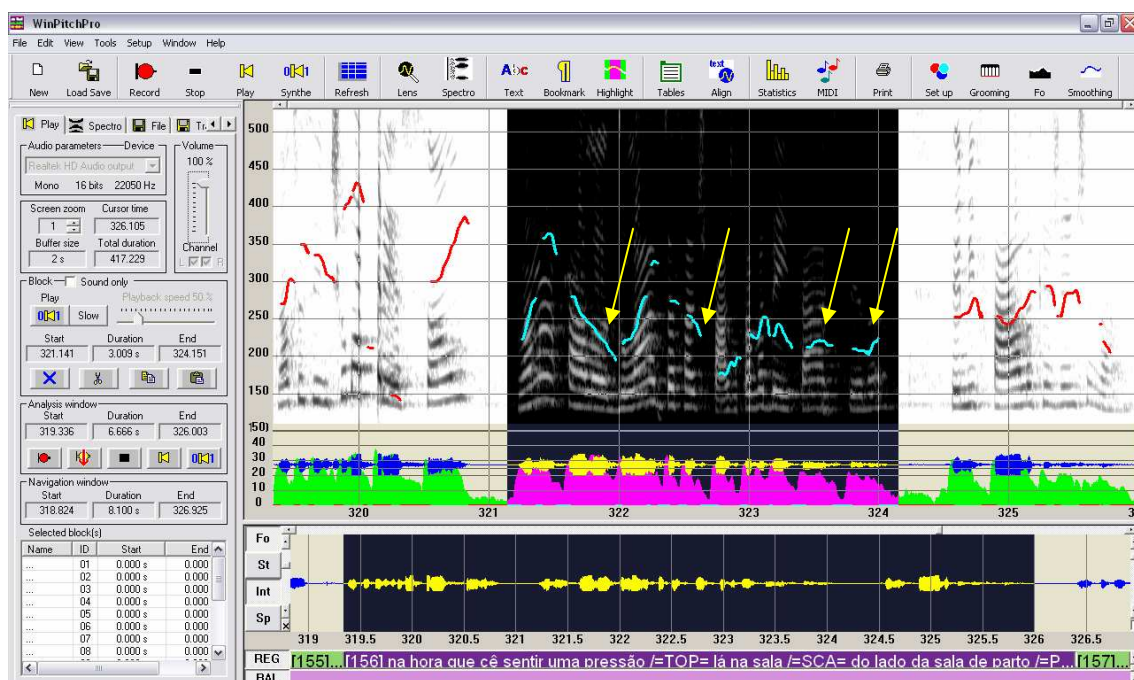 WinPitchPro
File Edit View Tools Setup Window Help
New Load Save Record Stop Play Synthe Refresh Lens Spectro Text Bookmark Highlight Tables Align Statistics MIDI Print Set up Grooming Fo Smoothing
Play Spectro File
Audio parameters Device Volume
Realtek HD Audio output 100 %
Mono 16 bits 22050 Hz
Screen zoom Cursor time
1 326.105
Buffer size Total duration
2 s 417.229
Channel
L R
Block Sound only
Play Playback speed 50 %
Slow
Start Duration End
321.141 3.009 s 324.151
Analysis window
Start Duration End
319.336 6.666 s 326.003
Navigation window
Start Duration End
318.824 8.100 s 326.925
Selected block(s)
Name ID Start End
... 01 0.000 s 0.000
... 02 0.000 s 0.000
... 03 0.000 s 0.000
... 04 0.000 s 0.000
... 05 0.000 s 0.000
... 06 0.000 s 0.000
... 07 0.000 s 0.000
... 08 0.000 s 0.000
500
450
400
350
300
250
200
150
40
30
20
10
0
320 321 322 323 324 325
Fo
St
Int
Sp
319 319.5 320 320.5 321 321.5 322 322.5 323 323.5 324 324.5 325 325.5 326 326.5
REG [155]... [156] na hora que cê sentir uma pressão /=TOP= lá na sala /=SCA= do lado da sala de parto /=P... [157]...
BAL